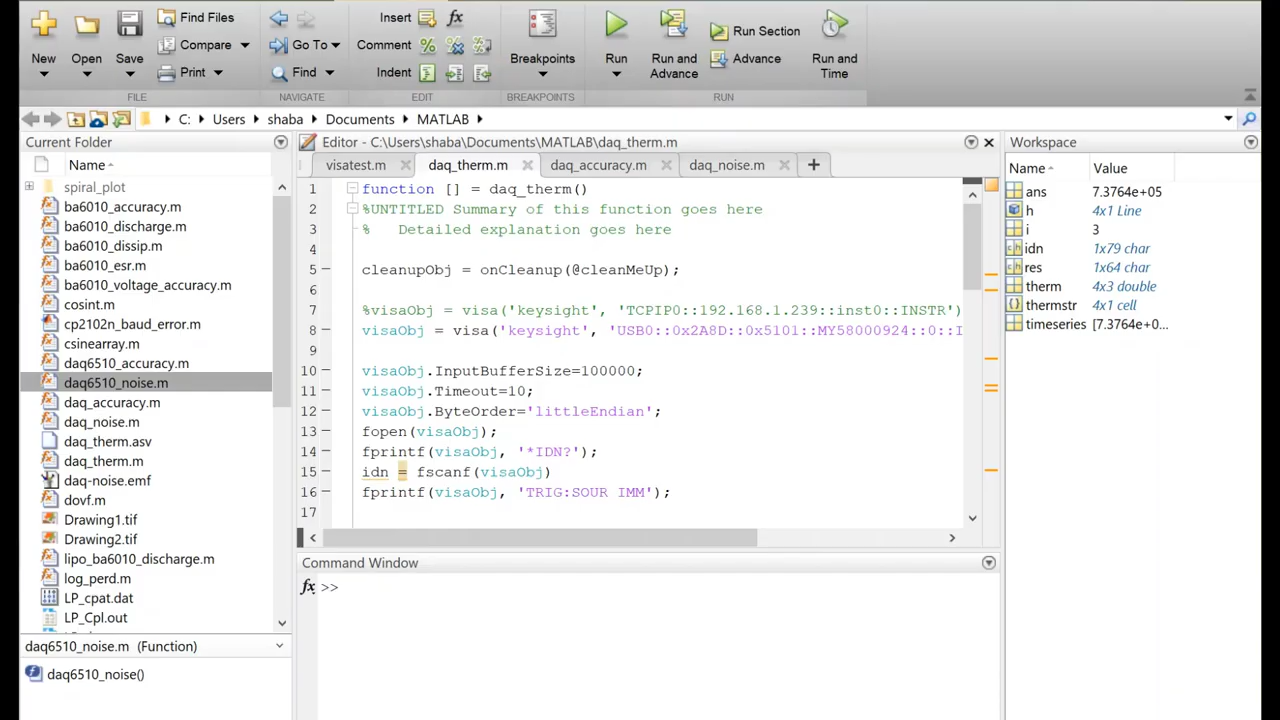 New
Open
Save
Find Files
Compare
Print
FILE
Go To
Find
NAVIGATE
Insert fx
Comment
Indent
EDIT
Breakpoints
BREAKPOINTS
Run
Run and Advance
Run Section
Advance
Run and Time
RUN
C: Users shaba Documents MATLAB
Current Folder
Name
spiral_plot
ba6010_accuracy.m
ba6010_discharge.m
ba6010_dissip.m
ba6010_esr.m
ba6010_voltage_accuracy.m
cosint.m
cp2102n_baud_error.m
csinearray.m
daq6510_accuracy.m
daq6510_noise.m
daq_accuracy.m
daq_noise.m
daq_therm.asv
daq_therm.m
daq-noise.emf
dovf.m
Drawing1.tif
Drawing2.tif
lipo_ba6010_discharge.m
log_perd.m
LP_cpat.dat
LP_Cpl.out
daq6510_noise.m (Function)
daq6510_noise()
Editor - C:\Users\shaba\Documents\MATLAB\daq_therm.m
visatest.m daq_therm.m daq_accuracy.m daq_noise.m
1 function [] = daq_therm()
2 %UNTITLED Summary of this function goes here
3 % Detailed explanation goes here
4
5 cleanupObj = onCleanup(@cleanMeUp);
6
7 %visaObj = visa('keysight', 'TCPIP0::192.168.1.239::inst0::INSTR')
8 visaObj = visa('keysight', 'USB0::0x2A8D::0x5101::MY58000924::0::I
9
10 visaObj.InputBufferSize=100000;
11 visaObj.Timeout=10;
12 visaObj.ByteOrder='littleEndian';
13 fopen(visaObj);
14 fprintf(visaObj, '*IDN?');
15 idn = fscanf(visaObj)
16 fprintf(visaObj, 'TRIG:SOUR IMM');
17
Command Window
fx >>
Workspace
Name Value
ans 7.3764e+05
h 4x1 Line
i 3
idn 1x79 char
res 1x64 char
therm 4x3 double
thermstr 4x1 cell
timeseries [7.3764e+0...